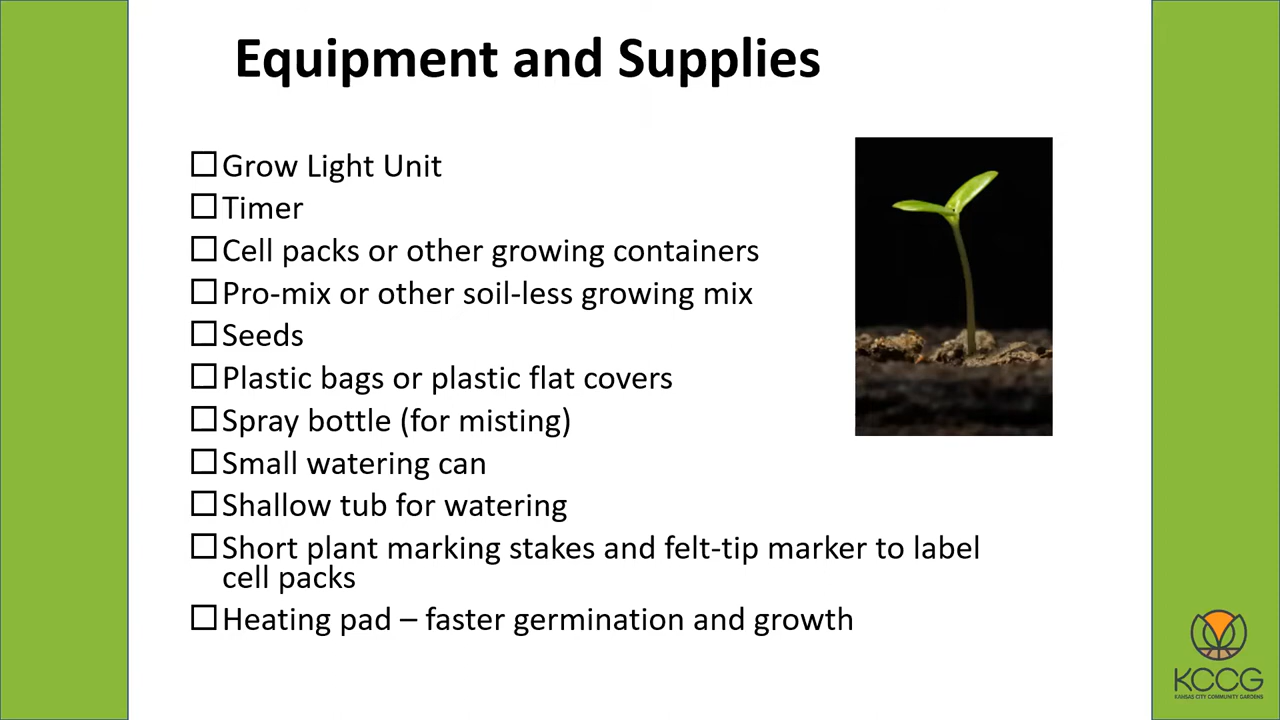 Equipment and Supplies
☐Grow Light Unit
☐Timer
☐Cell packs or other growing containers
☐Pro-mix or other soil-less growing mix
☐Seeds
☐Plastic bags or plastic flat covers
☐Spray bottle (for misting)
☐Small watering can
☐Shallow tub for watering
☐Short plant marking stakes and felt-tip marker to label
cell packs
☐Heating pad – faster germination and growth
KCCG
KANSAS CITY COMMUNITY GARDENS